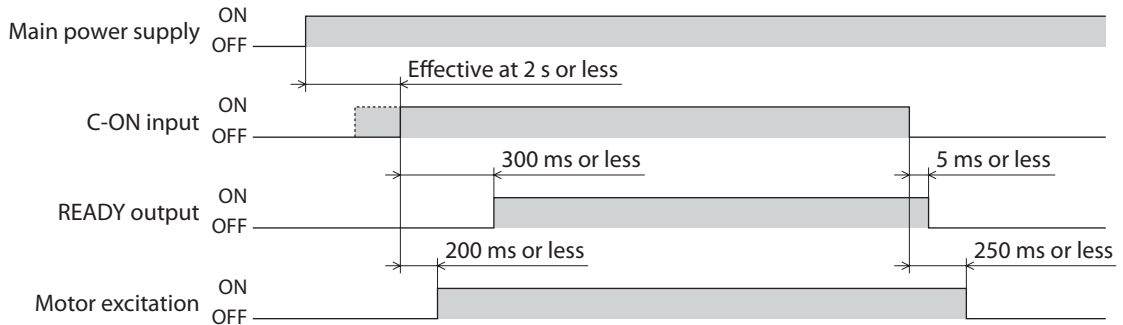 Main power supply
ON
OFF
Effective at 2 s or less
C-ON input
ON
OFF
300 ms or less
5 ms or less
READY output
ON
OFF
200 ms or less
250 ms or less
Motor excitation
ON
OFF